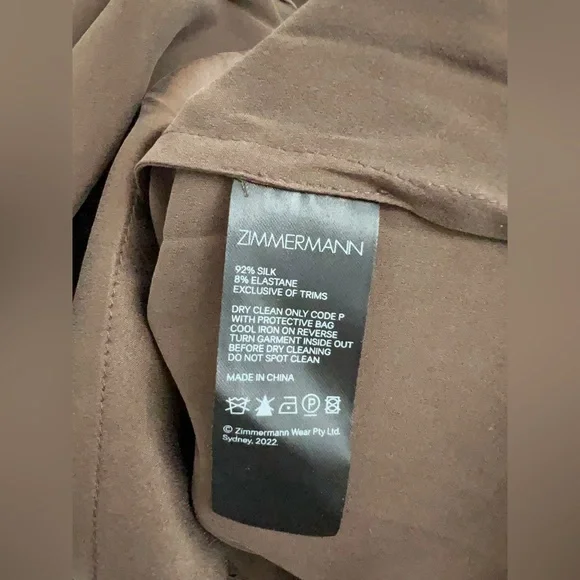 ZIMMERMANN
92% SILK
8% ELASTANE
EXCLUSIVE OF TRIMS
DRY CLEAN ONLY CODE P
WITH PROTECTIVE BAG
COOL IRON ON REVERSE
TURN GARMENT INSIDE OUT
BEFORE DRY CLEANING
DO NOT SPOT CLEAN
MADE IN CHINA
P
© Zimmermann Wear Pty Ltd.
Sydney, 2022.